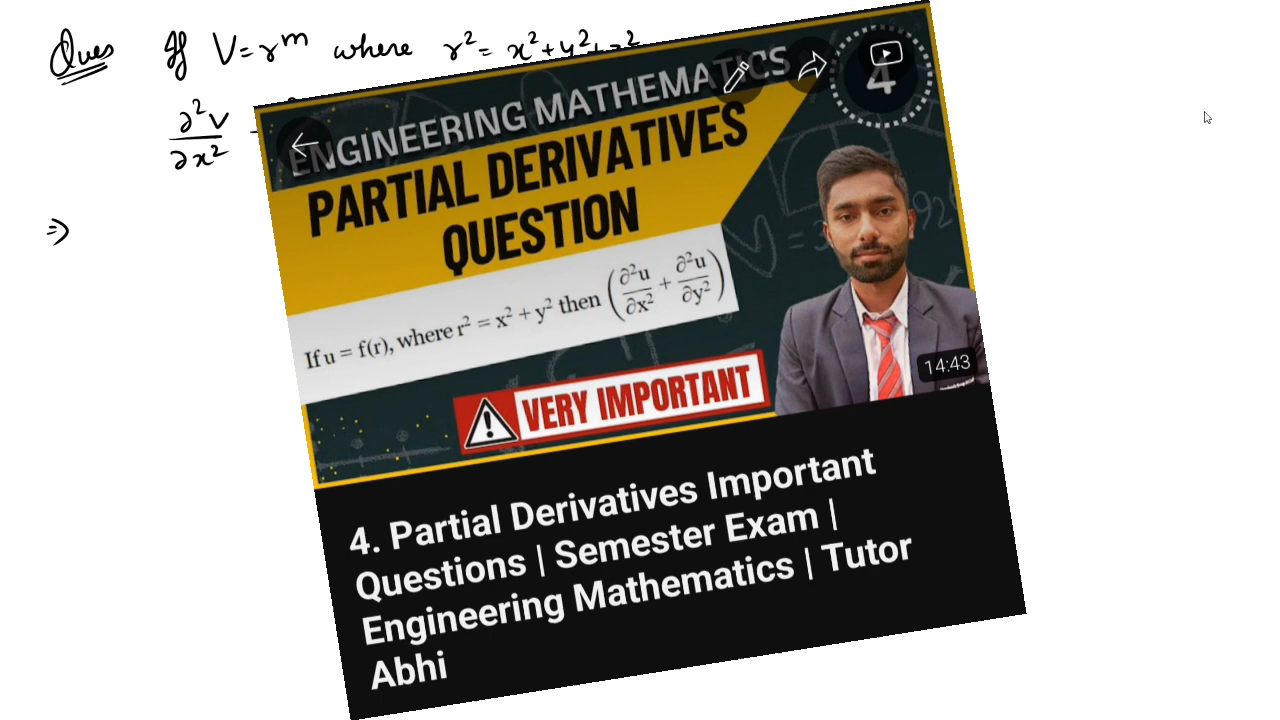 Ques If V = r^m where r² = x² + y² + z²
∂²V
∂x²
⇒
ENGINEERING MATHEMATICS
4
PARTIAL DERIVATIVES
QUESTION
If u = f(r), where r² = x² + y² then (∂²u/∂x² + ∂²u/∂y²)
VERY IMPORTANT
14:43
4. Partial Derivatives Important
Questions | Semester Exam |
Engineering Mathematics | Tutor
Abhi